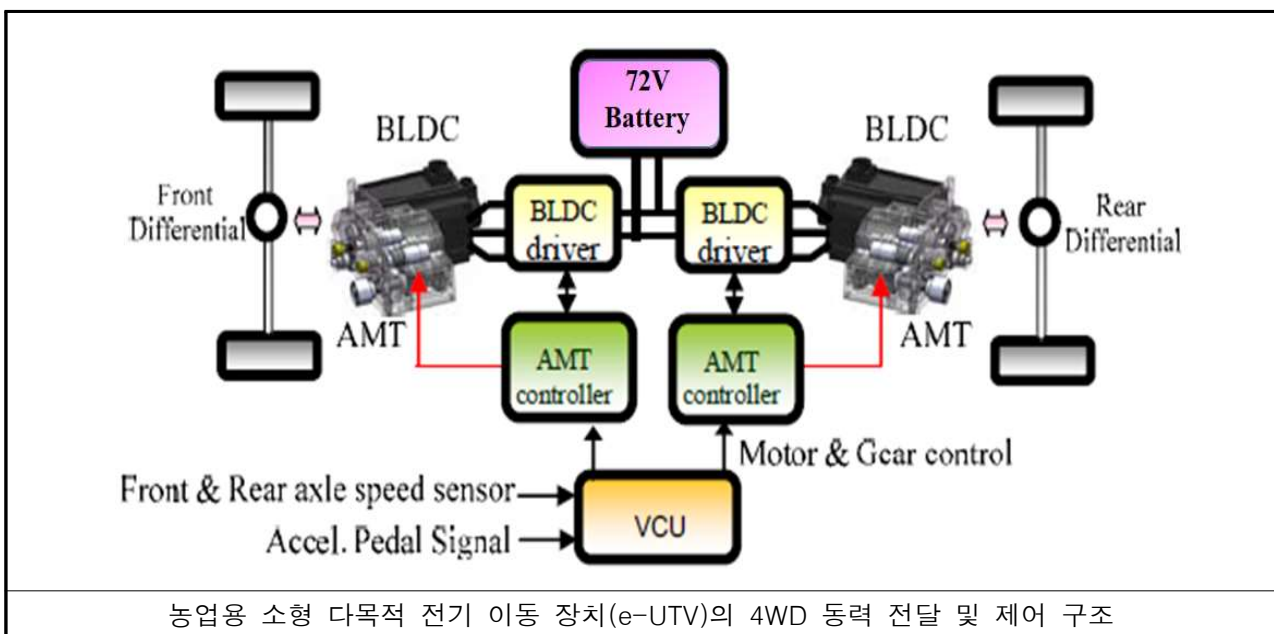 72V
Battery
BLDC
BLDC
Front
Differential
BLDC
driver
BLDC
driver
Rear
Differential
AMT
AMT
AMT
controller
AMT
controller
Motor & Gear control
Front & Rear axle speed sensor
Accel. Pedal Signal
VCU
농업용 소형 다목적 전기 이동 장치(e-UTV)의 4WD 동력 전달 및 제어 구조